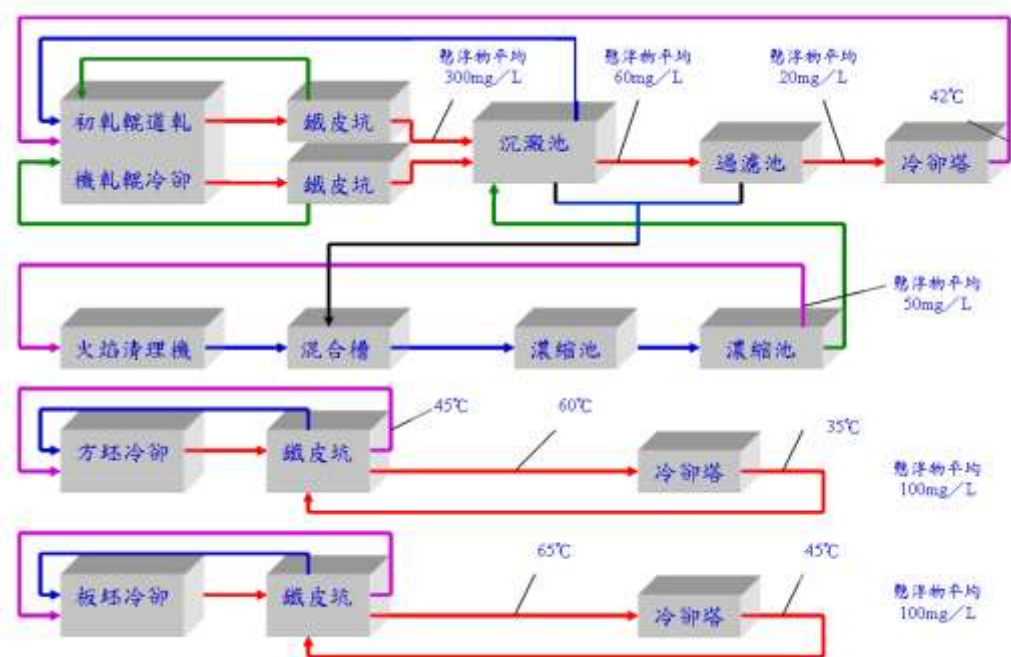 懸浮物平均
300mg／L
懸浮物平均
60mg／L
懸浮物平均
20mg／L
42℃
初軋輥道軋
機軋輥冷卻
鐵皮坑
鐵皮坑
沉澱池
過濾池
冷卻塔
懸浮物平均
50mg／L
火焰清理機
混合槽
濃縮池
濃縮池
45℃
60℃
35℃
方坯冷卻
鐵皮坑
冷卻塔
懸浮物平均
100mg／L
65℃
45℃
板坯冷卻
鐵皮坑
冷卻塔
懸浮物平均
100mg／L